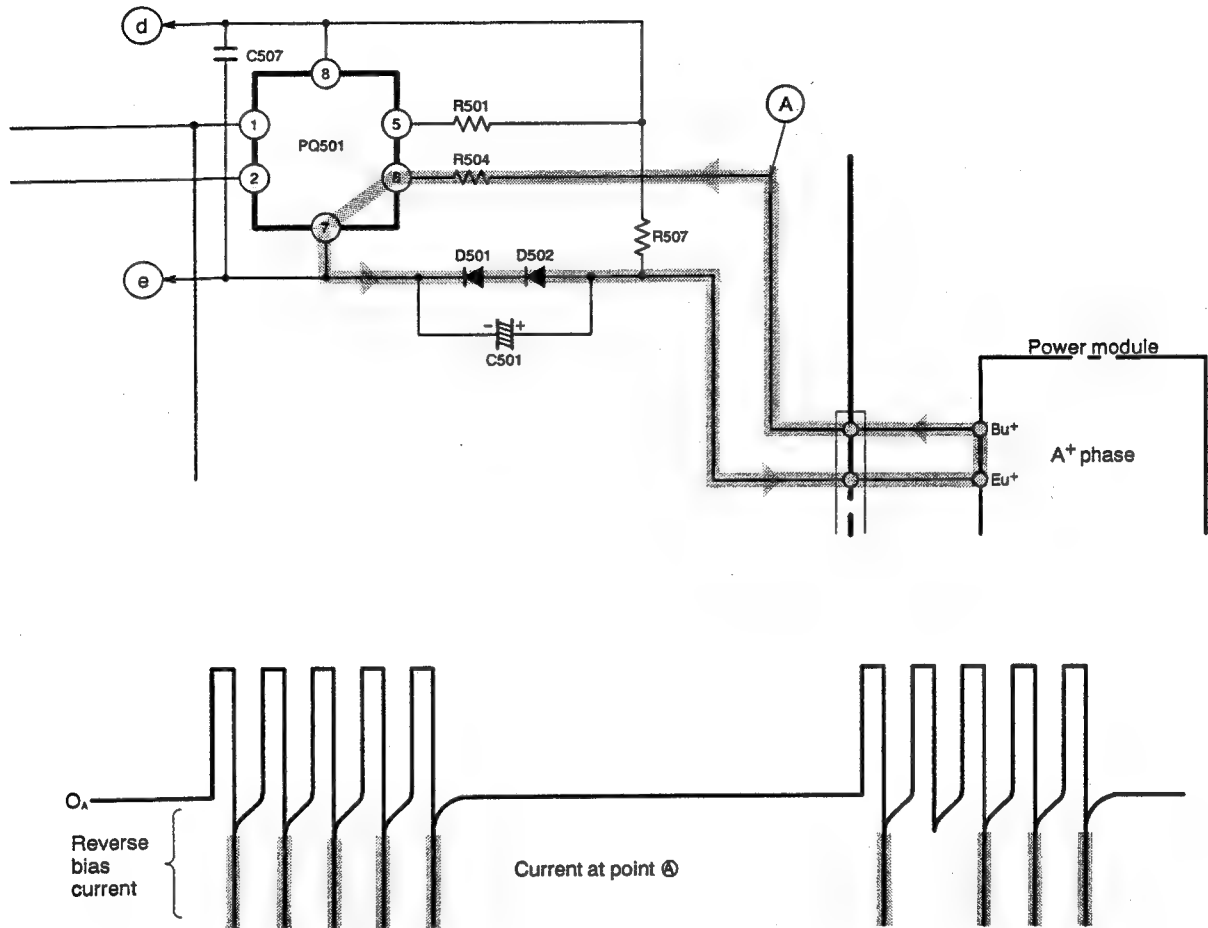 d
C507
8
A
R501
1
5
PQ501
R504
2
6
7
R507
D501
D502
e
- +
C501
Power module
Bu+
A+ phase
Eu+
OA
Reverse
bias
current
Current at point Ⓐ